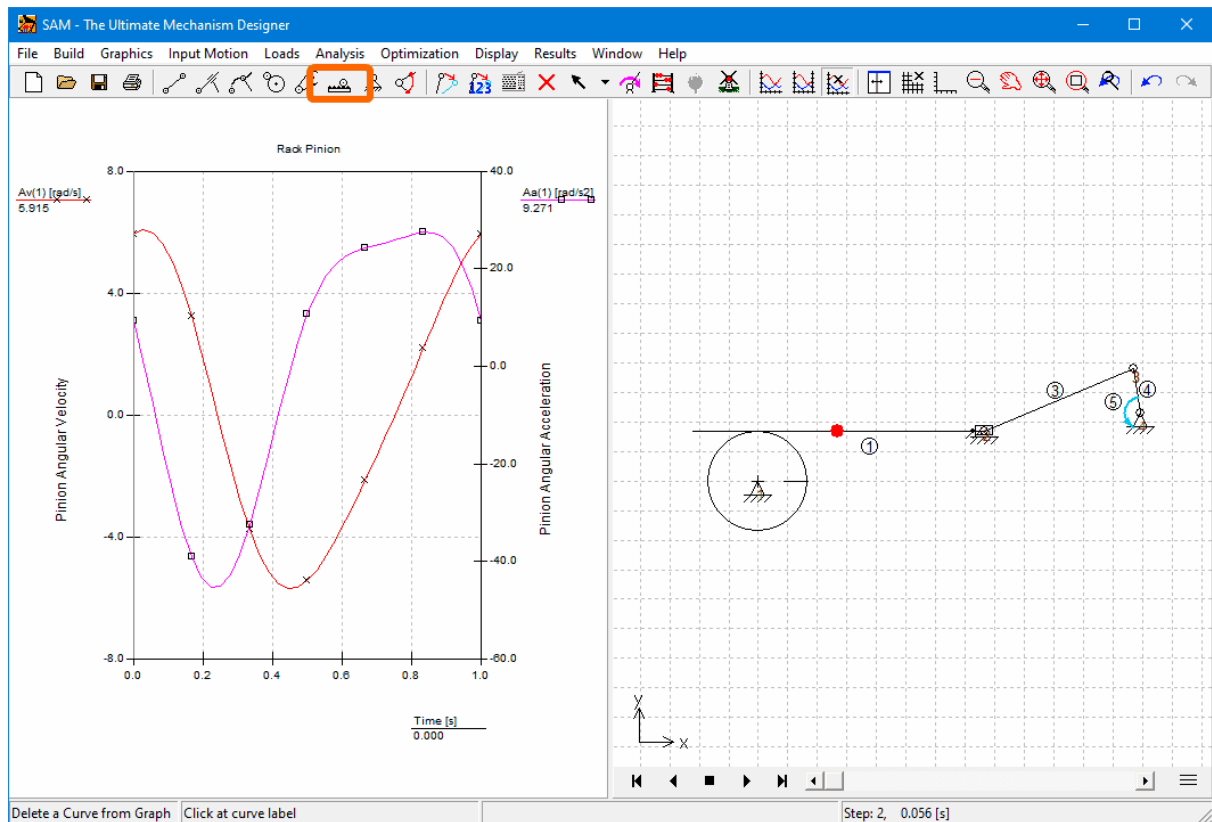 SAM - The Ultimate Mechanism Designer
File Build Graphics Input Motion Loads Analysis Optimization Display Results Window Help
123
Rack Pinion
8.0 40.0
Av(1) [rad/s] Aa(1) [rad/s2]
5.915 9.271
20.0
4.0
0.0
0.0
Pinion Angular Velocity
Pinion Angular Acceleration
-20.0
-4.0
-40.0
-8.0 -60.0
0.0 0.2 0.4 0.6 0.8 1.0
Time [s]
0.000
3
3
4
5
1
y
x
Delete a Curve from Graph Click at curve label Step: 2, 0.056 [s]